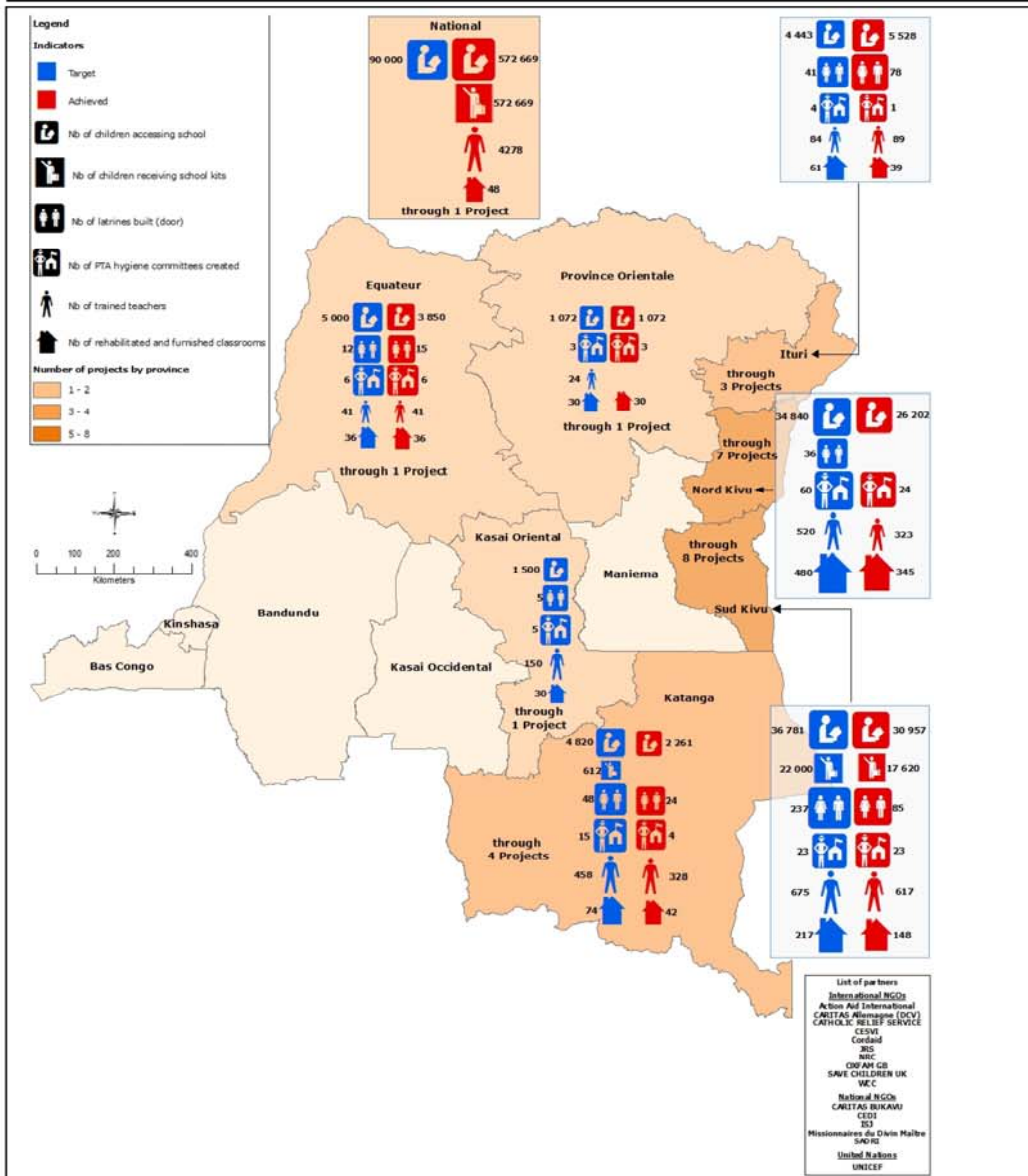 Legend
Indicators
Target
Achieved
Nb of children accessing school
Nb of children receiving school kits
Nb of latrines built (door)
Nb of PTA hygiene committees created
Nb of trained teachers
Nb of rehabilitated and furnished classrooms
Number of projects by province
1 - 2
3 - 4
5 - 8
0 100 200 400
Kilometers
National
90 000 572 669
572 669
4278
48
through 1 Project
4 443 5 528
41 78
4 1
84 89
61 39
Equateur
5 000 3 850
12 15
6 6
41 41
36 36
through 1 Project
Province Orientale
1 072 1 072
3 3
24
30 30
through 1 Project
Ituri
through
3 Projects
34 840 26 202
36
60 24
520 323
480 345
through
7 Projects
Nord Kivu
through
8 Projects
Sud Kivu
Maniema
Kasai Oriental
1 500
5
5
150
30
through
1 Project
Bandundu
Kinshasa
Bas Congo
Kasai Occidental
Katanga
4 820 2 261
612
48 24
15 4
458 328
74 42
through
4 Projects
36 781 30 957
22 000 17 620
237 85
23 23
675 617
217 148
List of partners
International NGOs
Action Aid International
CARITAS Allemagne (DCV)
CATHOLIC RELIEF SERVICE
CESVI
Cordaid
JRS
NRC
OXFAM GB
SAVE CHILDREN UK
WCC
National NGOs
CARITAS BUKAVU
CEDI
ISJ
Missionnaires du Divin Maître
SADRI
United Nations
UNICEF